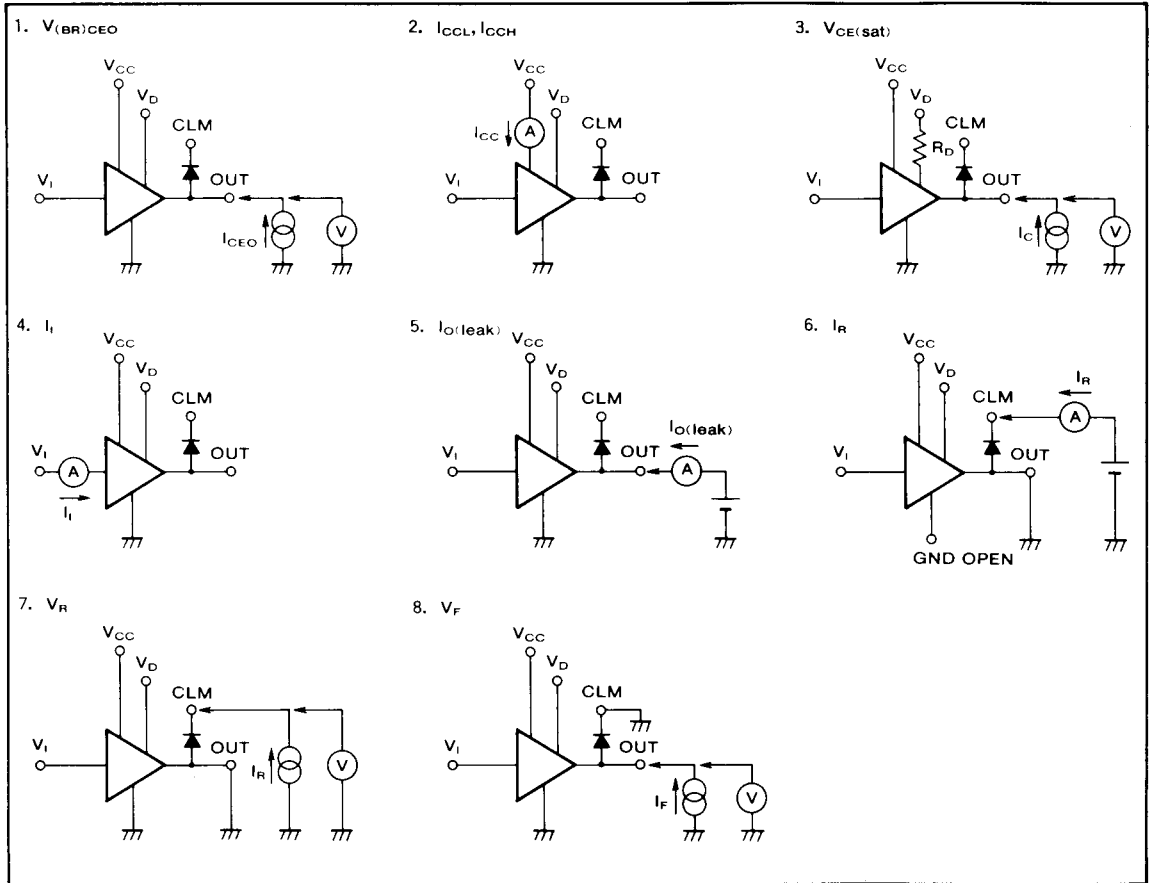 1. V(BR)CEO
VCC
VD
CLM
VI
OUT
ICEO
V
2. ICCL, ICCH
VCC
VD
ICC
A
CLM
VI
OUT
3. VCE(sat)
VCC
VD
RD
CLM
VI
OUT
IC
V
4. II
VCC
VD
CLM
VI
A
OUT
II
5. IO(leak)
VCC
VD
CLM
IO(leak)
VI
OUT
A
6. IR
VCC
VD
IR
CLM
A
VI
OUT
GND OPEN
7. VR
VCC
VD
CLM
VI
OUT
IR
V
8. VF
VCC
VD
CLM
VI
OUT
IF
V